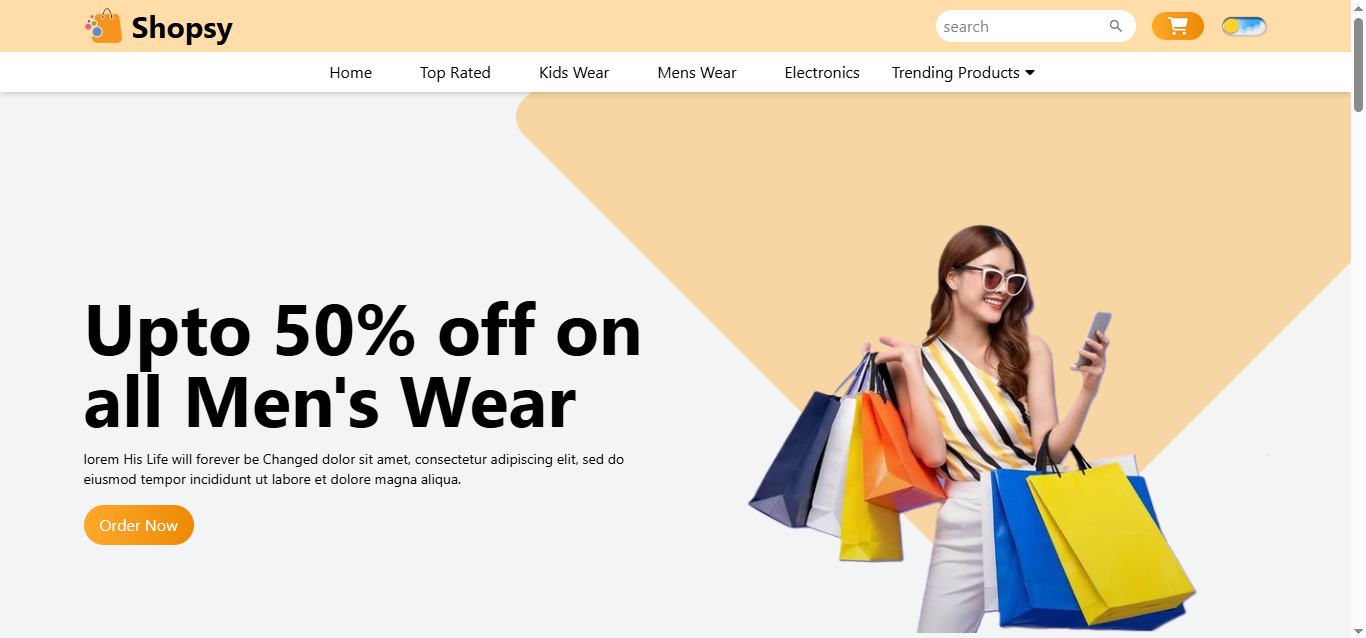 Shopsy
search
Home Top Rated Kids Wear Mens Wear Electronics Trending Products
Upto 50% off on
all Men's Wear
lorem His Life will forever be Changed dolor sit amet, consectetur adipiscing elit, sed do
eiusmod tempor incididunt ut labore et dolore magna aliqua.
Order Now